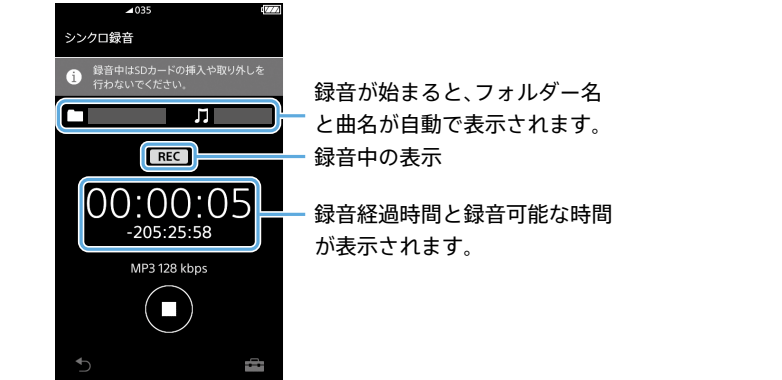 035
シンクロ録音
録音中はSDカードの挿入や取り外しを
行わないでください。
録音が始まると、フォルダー名
と曲名が自動で表示されます。
REC
録音中の表示
00:00:05
-205:25:58
録音経過時間と録音可能な時間
が表示されます。
MP3 128 kbps